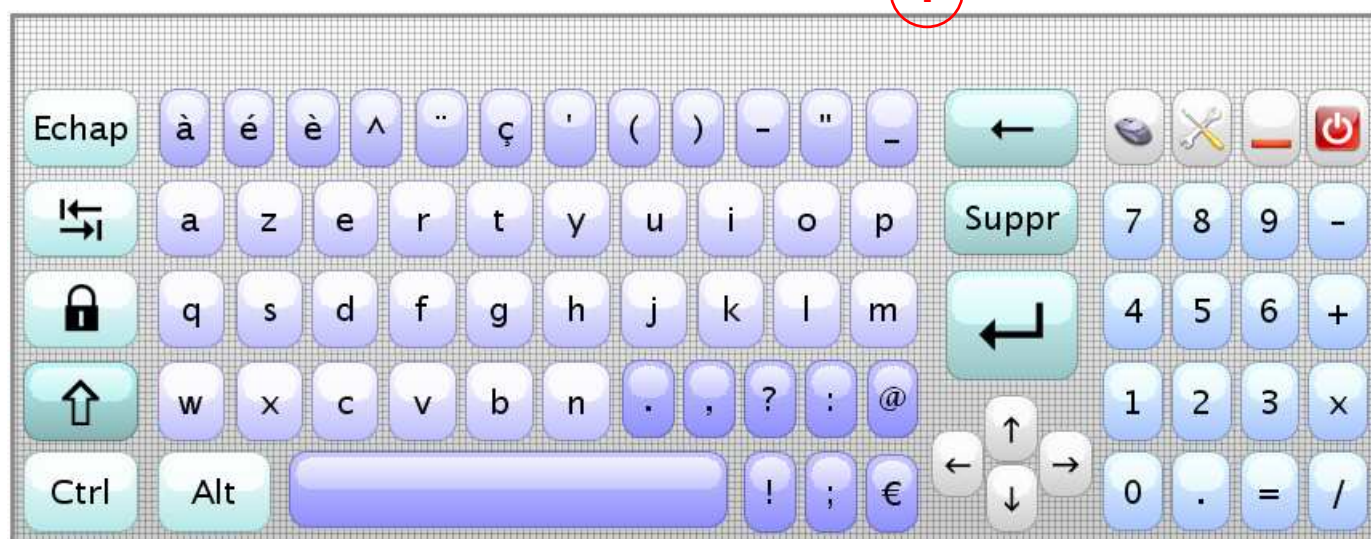 Echap à é è ^ ¨ ç ' ( ) - " _ ←
a z e r t y u i o p Suppr 7 8 9 -
q s d f g h j k l m 4 5 6 +
w x c v b n . , ? : @ ↑ 1 2 3 x
Ctrl Alt ! ; € ← ↓ → 0 . = /